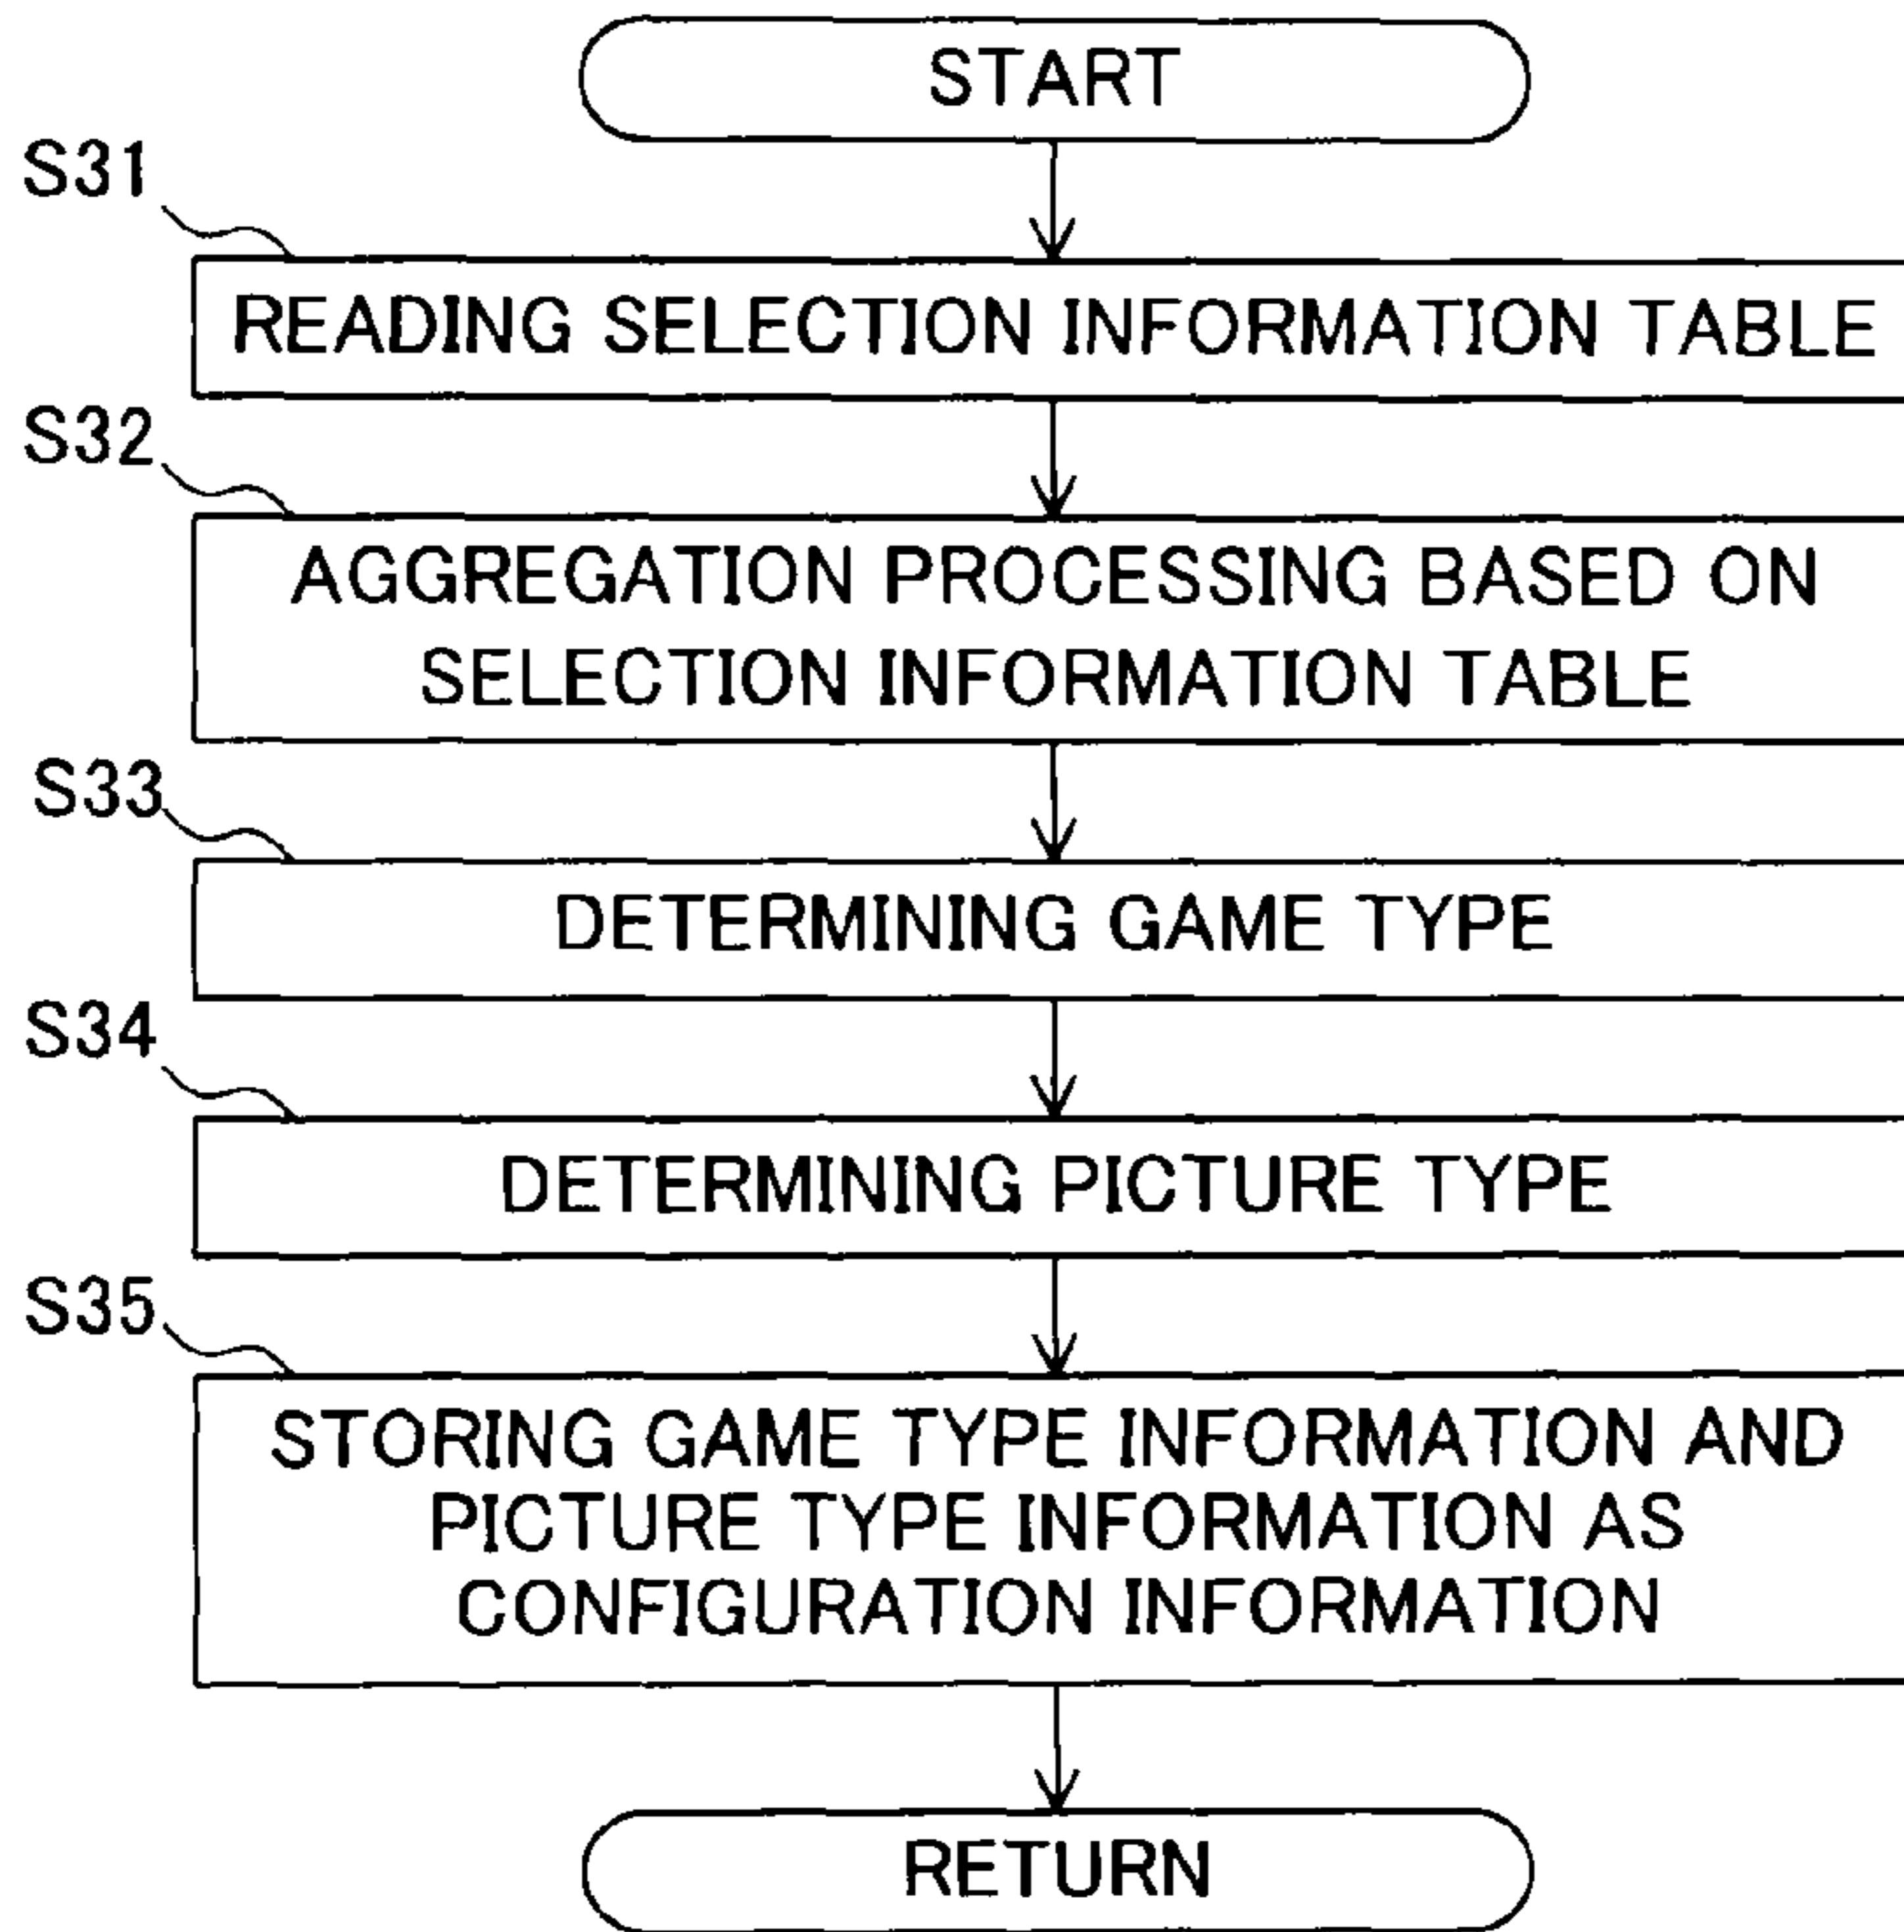 START
S31
READING SELECTION INFORMATION TABLE
S32
AGGREGATION PROCESSING BASED ON
SELECTION INFORMATION TABLE
S33
DETERMINING GAME TYPE
S34
DETERMINING PICTURE TYPE
S35
STORING GAME TYPE INFORMATION AND
PICTURE TYPE INFORMATION AS
CONFIGURATION INFORMATION
RETURN